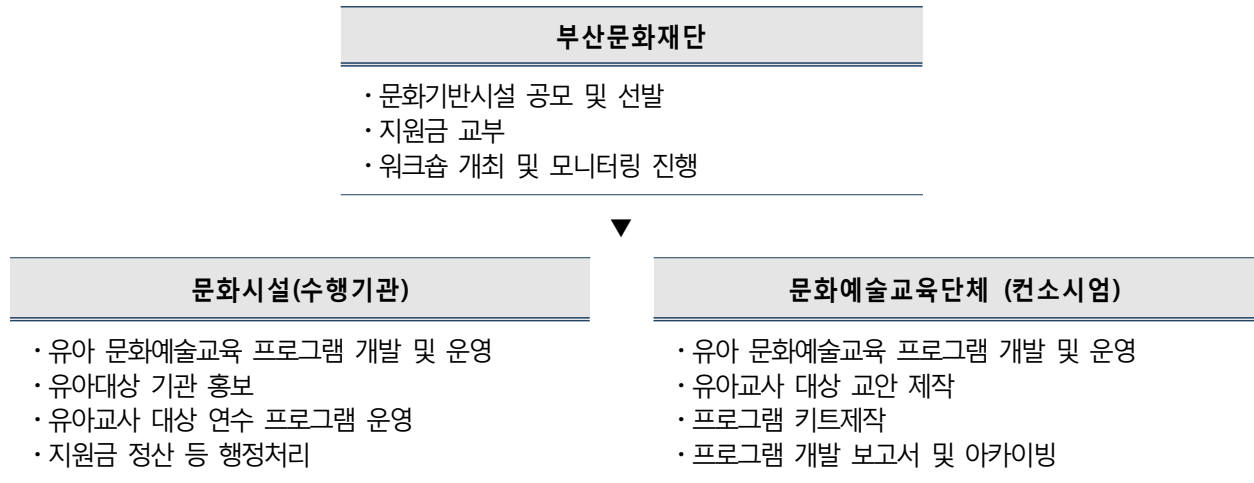 부산문화재단
· 문화기반시설 공모 및 선발
· 지원금 교부
· 워크숍 개최 및 모니터링 진행
▼
문화시설(수행기관)
· 유아 문화예술교육 프로그램 개발 및 운영
· 유아대상 기관 홍보
· 유아교사 대상 연수 프로그램 운영
· 지원금 정산 등 행정처리
문화예술교육단체 (컨소시엄)
· 유아 문화예술교육 프로그램 개발 및 운영
· 유아교사 대상 교안 제작
· 프로그램 키트제작
· 프로그램 개발 보고서 및 아카이빙